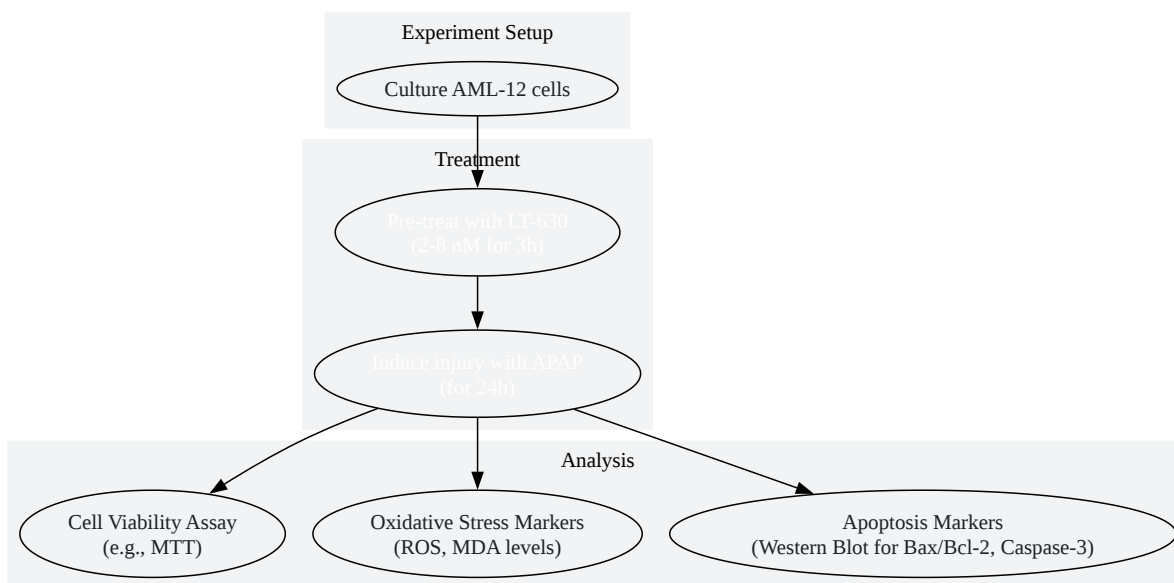 Experiment Setup
Culture AML-12 cells
Treatment
Pre-treat with LT-630
(2-8 nM for 3h)
Induce injury with APAP
(for 24h)
Analysis
Cell Viability Assay
(e.g., MTT)
Oxidative Stress Markers
(ROS, MDA levels)
Apoptosis Markers
(Western Blot for Bax/Bcl-2, Caspase-3)